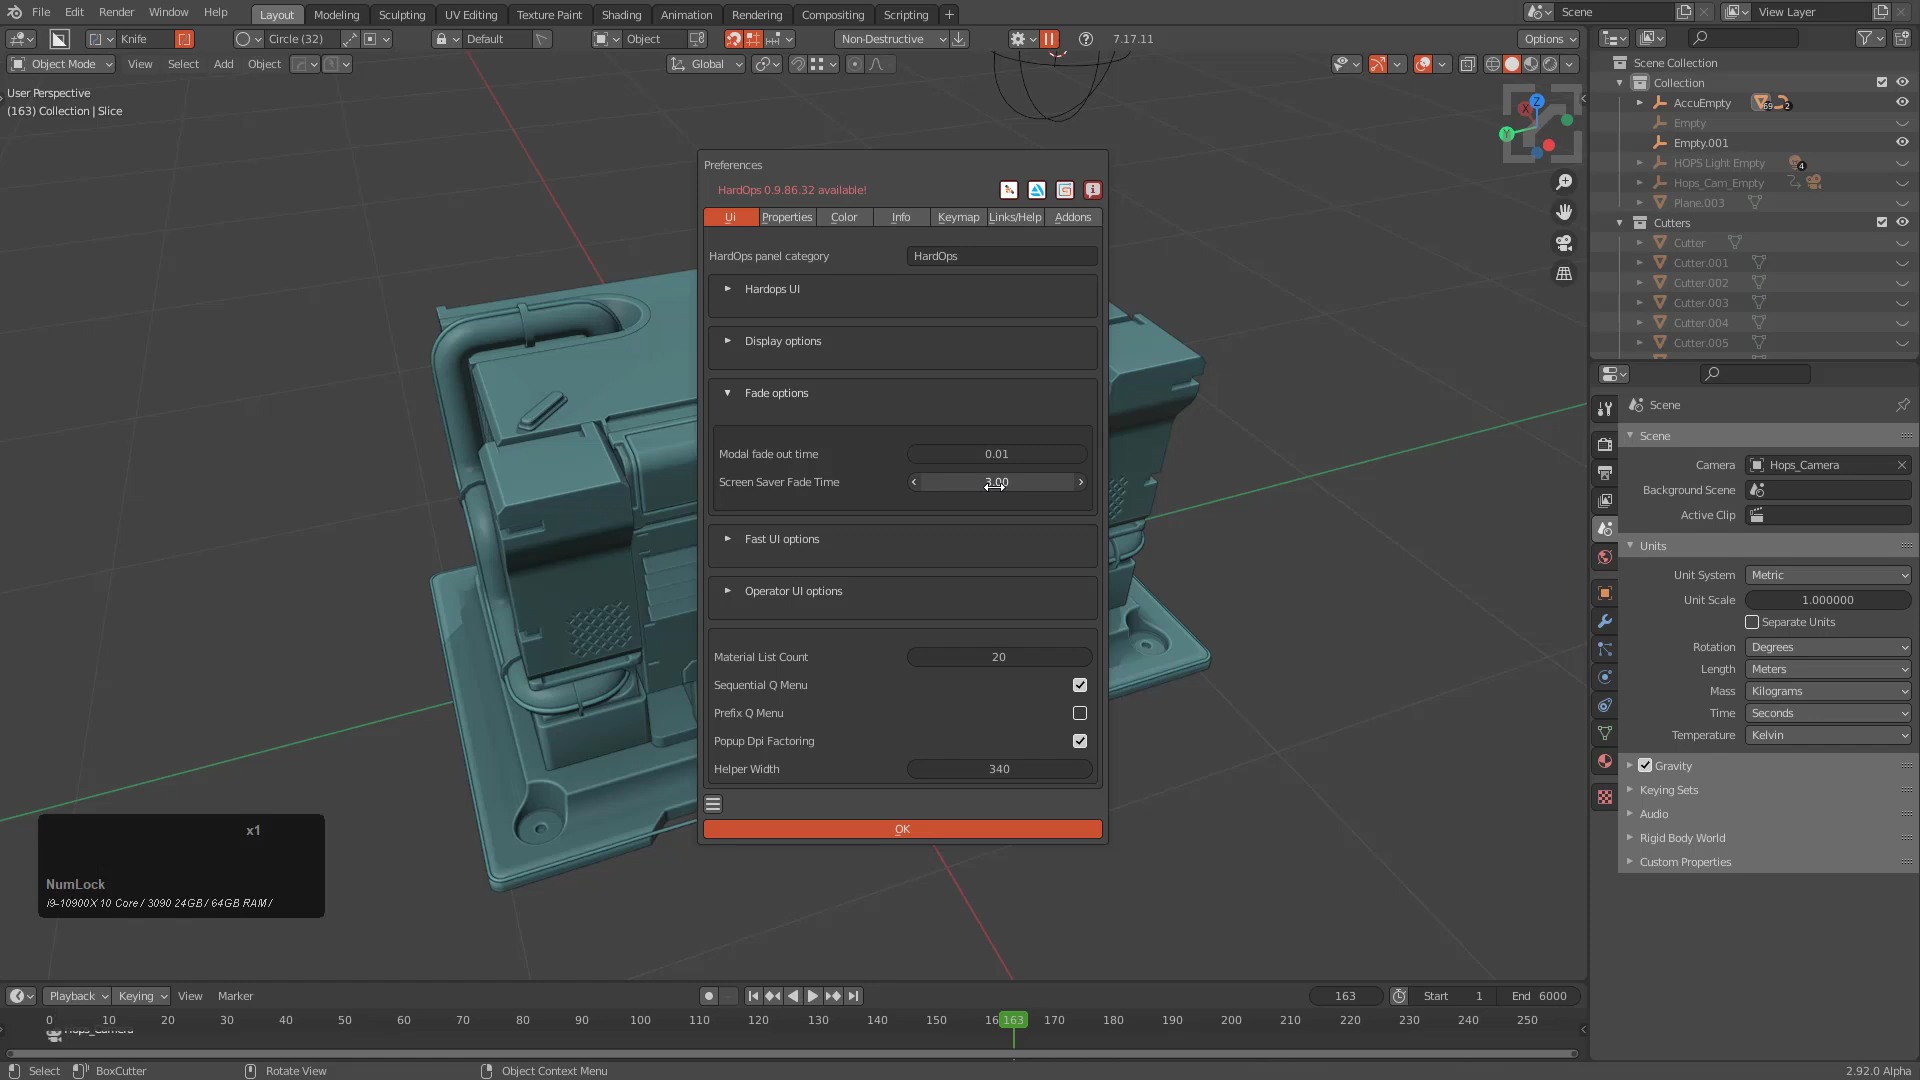 File Edit Render Window Help Layout Modeling Sculpting UV Editing Texture Paint Shading Animation Rendering Compositing Scripting + Scene View Layer
Knife Circle (32) Default Object Non-Destructive 7.17.11 Options
Object Mode View Select Add Object Global
User Perspective
(163) Collection | Slice
Z
X
Y
Scene Collection
Collection
AccuEmpty 69 2
Empty
Empty.001
HOPS Light Empty 4
Hops_Cam_Empty
Plane.003
Cutters
Cutter
Cutter.001
Cutter.002
Cutter.003
Cutter.004
Cutter.005
Preferences
HardOps 0.9.86.32 available!
Ui Properties Color Info Keymap Links/Help Addons
HardOps panel category HardOps
Hardops UI
Display options
Fade options
Modal fade out time 0.01
Screen Saver Fade Time 3.00
Fast UI options
Operator UI options
Material List Count 20
Sequential Q Menu
Prefix Q Menu
Popup Dpi Factoring
Helper Width 340
OK
Scene
Scene
Camera Hops_Camera
Background Scene
Active Clip
Units
Unit System Metric
Unit Scale 1.000000
Separate Units
Rotation Degrees
Length Meters
Mass Kilograms
Time Seconds
Temperature Kelvin
Gravity
Keying Sets
Audio
Rigid Body World
Custom Properties
x1
NumLock
i9-10900X 10 Core / 3090 24GB / 64GB RAM /
Playback Keying View Marker 163 Start 1 End 6000
0 10 20 30 40 50 60 70 80 90 100 110 120 130 140 150 16 163 170 180 190 200 210 220 230 240 250
Hops_Camera
Select BoxCutter Rotate View Object Context Menu 2.92.0 Alpha